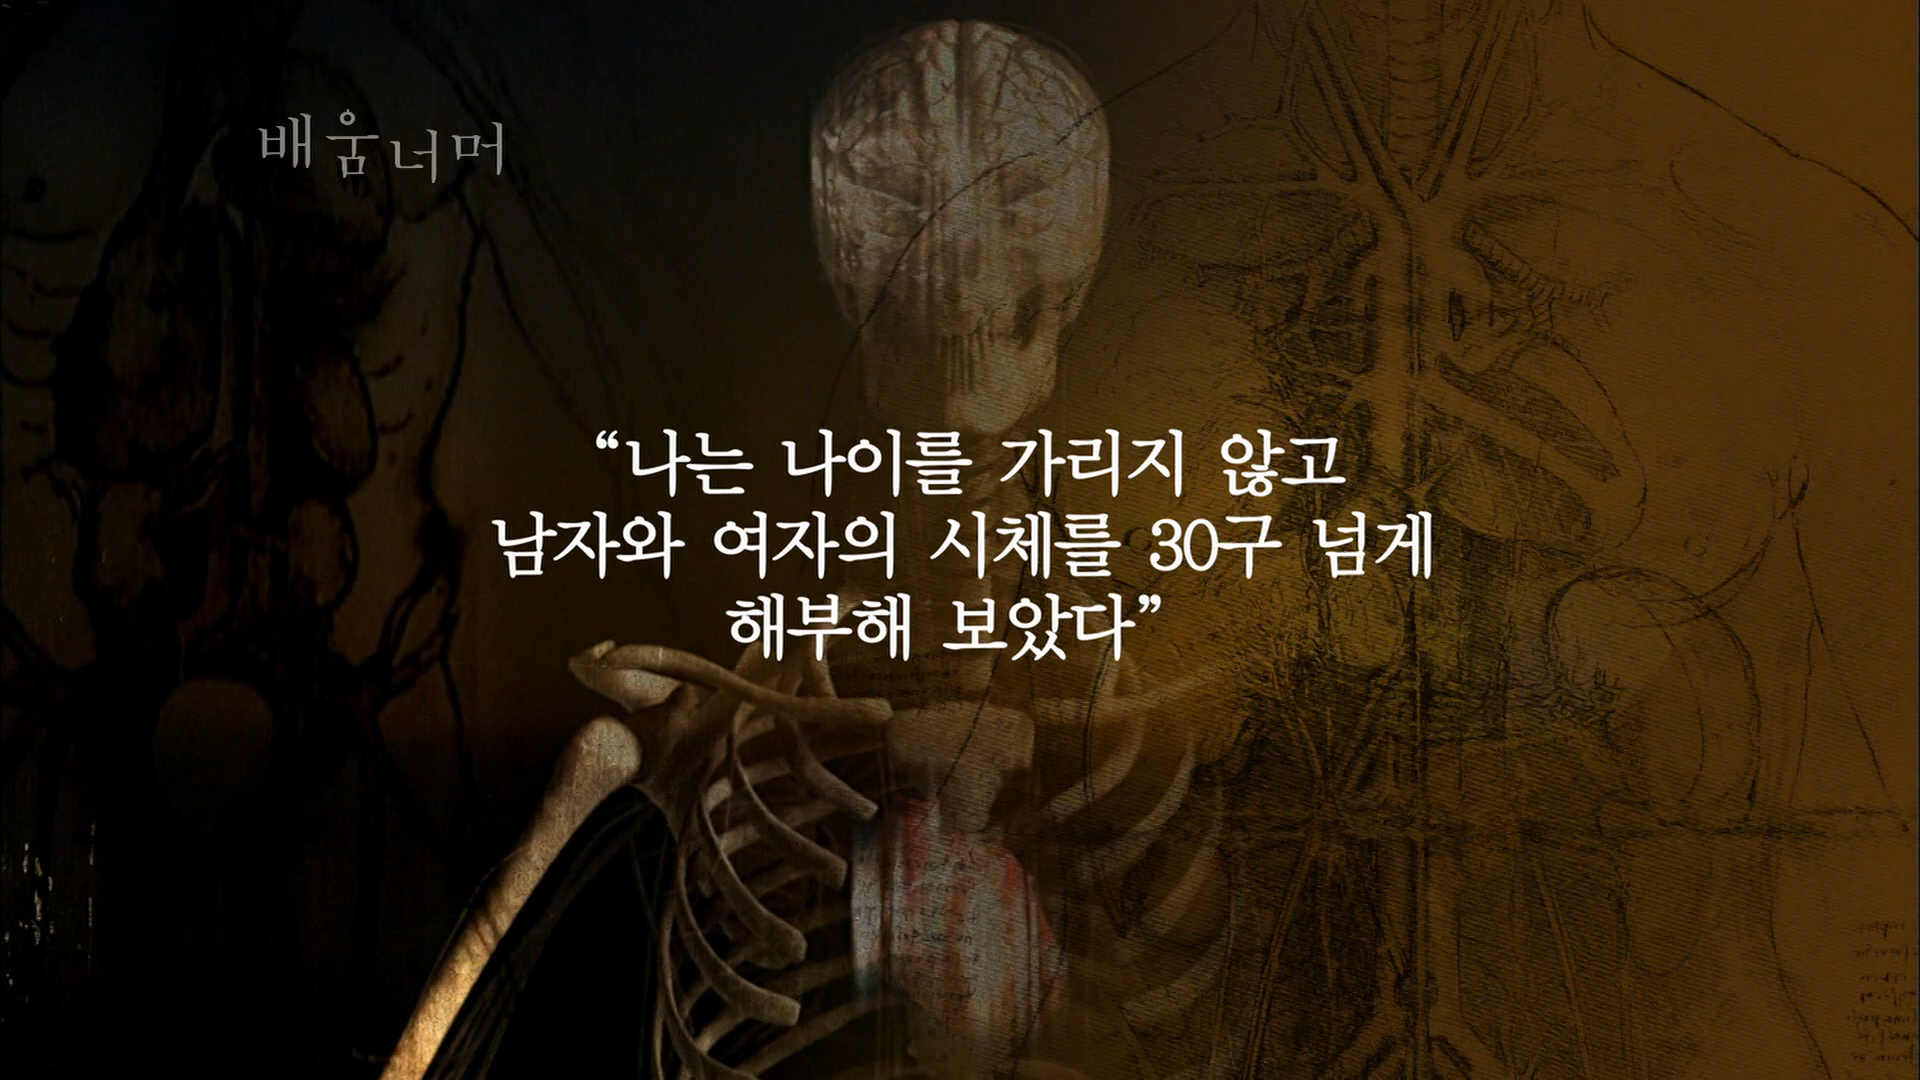 배움너머
“나는 나이를 가리지 않고
남자와 여자의 시체를 30구 넘게
해부해 보았다”